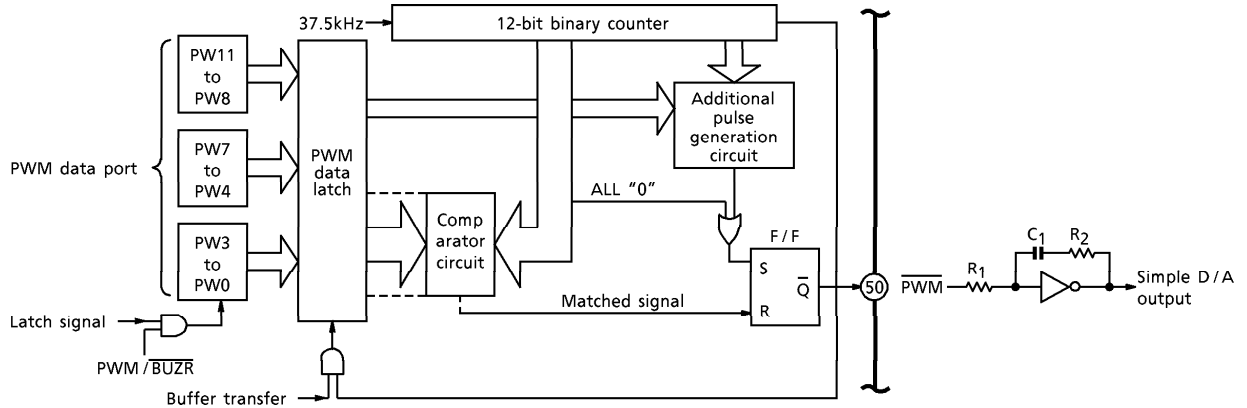 37.5kHz
12-bit binary counter
PW11
to
PW8
PW7
to
PW4
PW3
to
PW0
PWM data port
PWM
data
latch
Additional
pulse
generation
circuit
ALL "0"
Comp
arator
circuit
F/F
S
Q̅
R
Matched signal
50
P̅W̅M̅
R1
C1
R2
Simple D/A
output
Latch signal
PWM/B̅U̅Z̅R̅
Buffer transfer